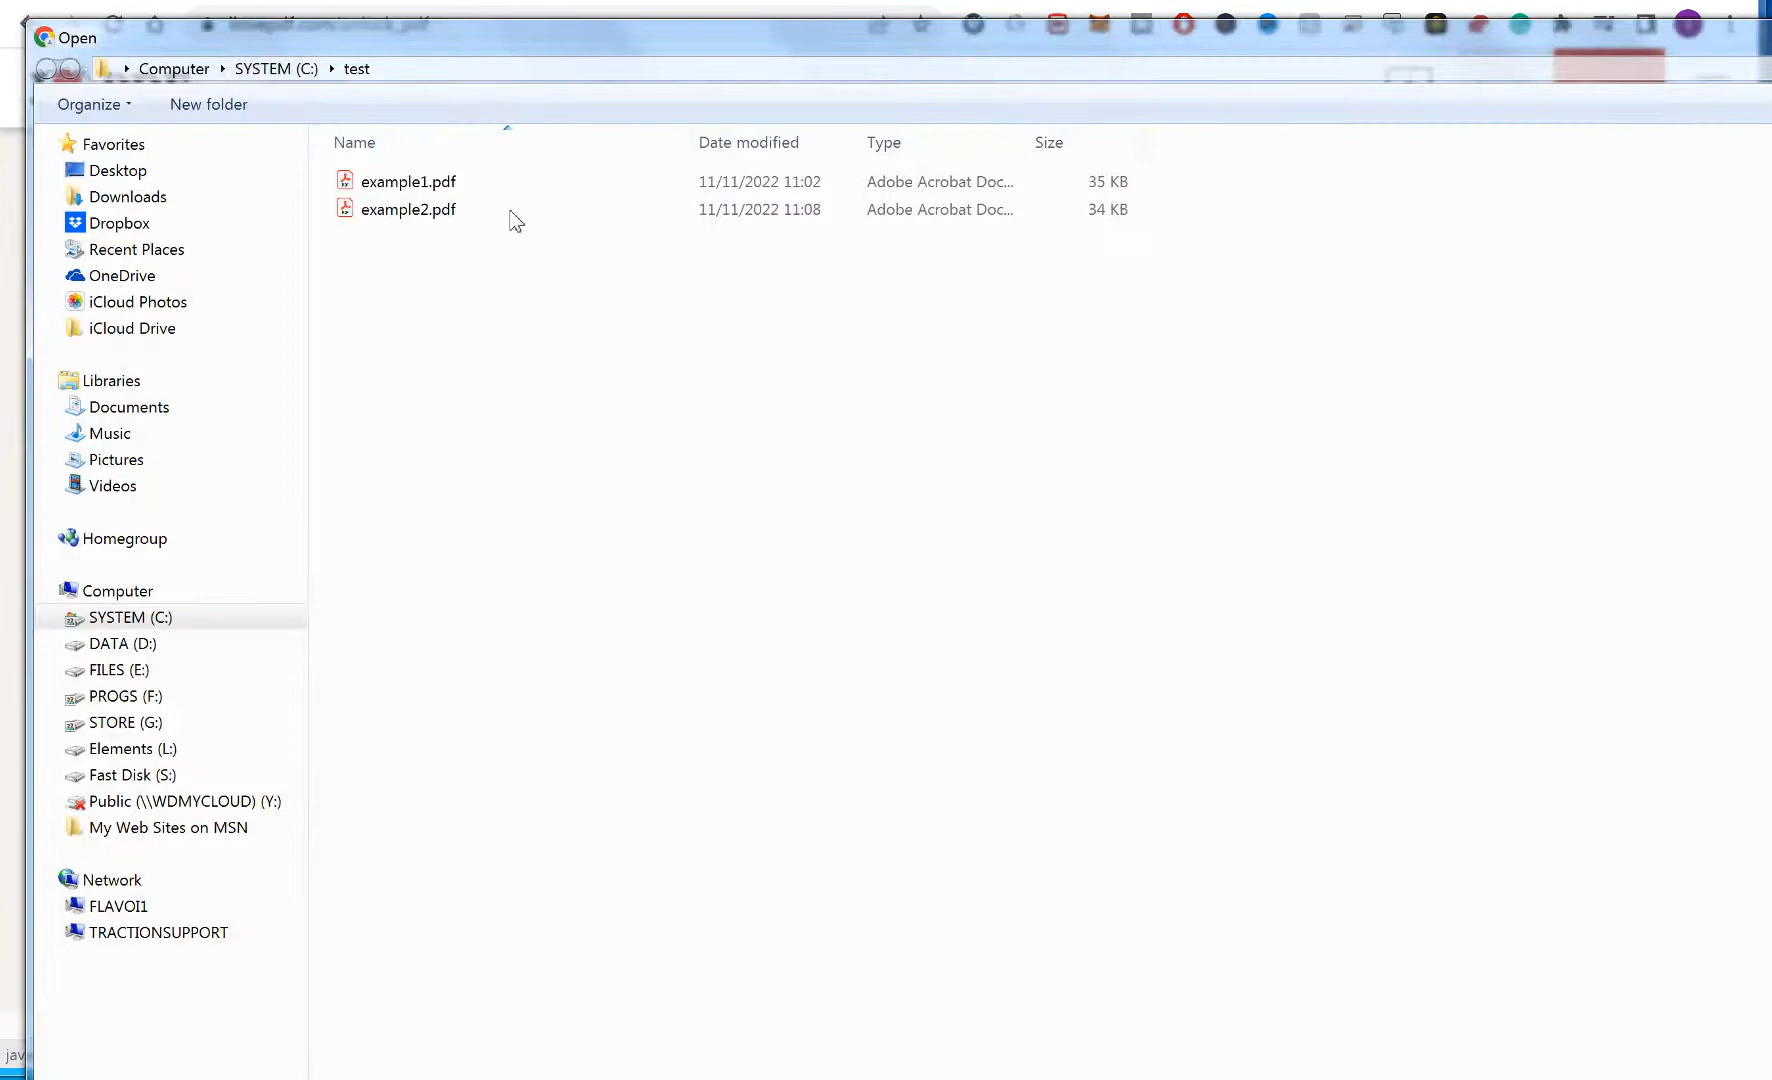 Open
Computer SYSTEM (C:) test
Organize New folder
Name Date modified Type Size
example1.pdf 11/11/2022 11:02 Adobe Acrobat Doc... 35 KB
example2.pdf 11/11/2022 11:08 Adobe Acrobat Doc... 34 KB
Favorites
Desktop
Downloads
Dropbox
Recent Places
OneDrive
iCloud Photos
iCloud Drive
Libraries
Documents
Music
Pictures
Videos
Homegroup
Computer
SYSTEM (C:)
DATA (D:)
FILES (E:)
PROGS (F:)
STORE (G:)
Elements (L:)
Fast Disk (S:)
Public (\\WDMYCLOUD) (Y:)
My Web Sites on MSN
Network
FLAVOI1
TRACTIONSUPPORT
jav